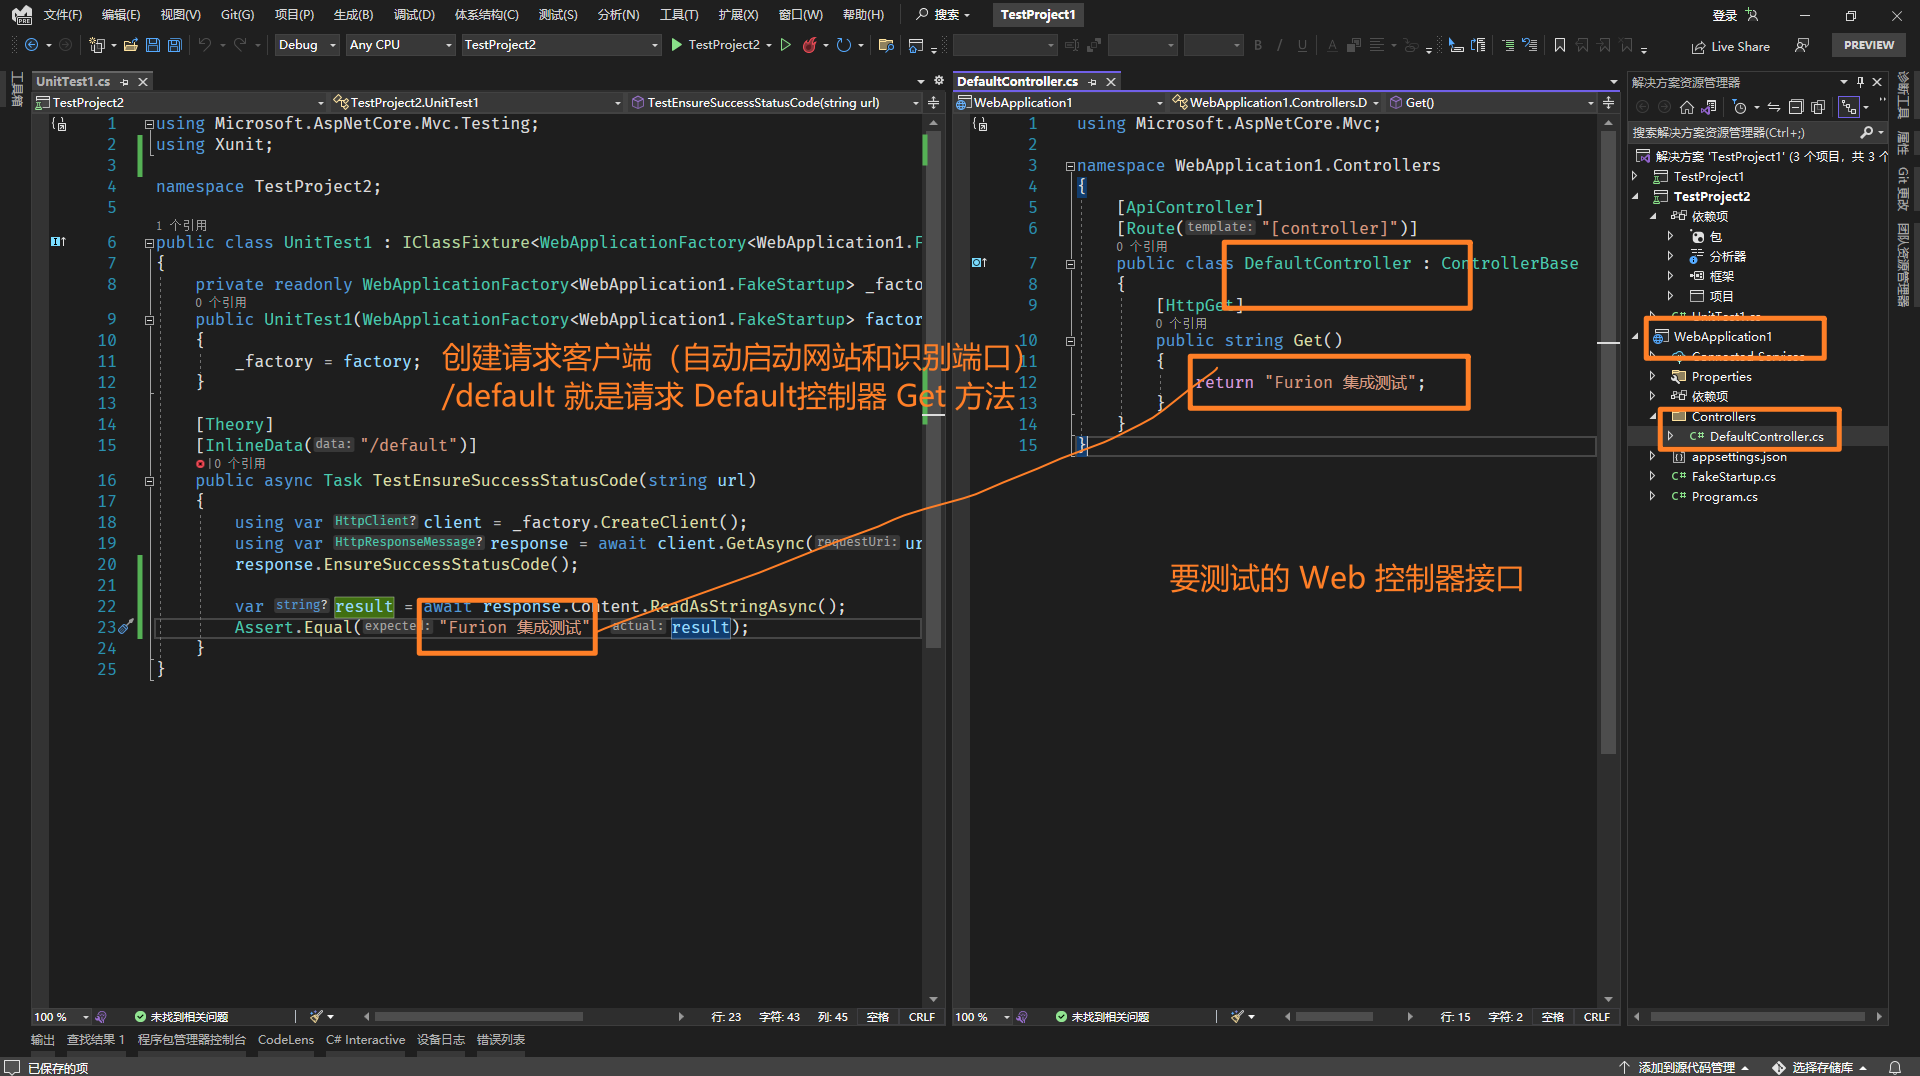 文件(F) 编辑(E) 视图(V) Git(G) 项目(P) 生成(B) 调试(D) 体系结构(C) 测试(S) 分析(N) 工具(T) 扩展(X) 窗口(W) 帮助(H) 搜索 TestProject1 登录
Debug Any CPU TestProject2 TestProject2 Live Share PREVIEW
工具箱
UnitTest1.cs
TestProject2 TestProject2.UnitTest1 TestEnsureSuccessStatusCode(string url)
1 using Microsoft.AspNetCore.Mvc.Testing;
2 using Xunit;
3
4 namespace TestProject2;
5
1 个引用
6 public class UnitTest1 : IClassFixture<WebApplicationFactory<WebApplication1.F
7 {
8 private readonly WebApplicationFactory<WebApplication1.FakeStartup> _facto
0 个引用
9 public UnitTest1(WebApplicationFactory<WebApplication1.FakeStartup> factor
10 {
11 _factory = factory;
12 }
13
14 [Theory]
15 [InlineData(data: "/default")]
0 个引用
16 public async Task TestEnsureSuccessStatusCode(string url)
17 {
18 using var HttpClient? client = _factory.CreateClient();
19 using var HttpResponseMessage? response = await client.GetAsync(requestUri: ur
20 response.EnsureSuccessStatusCode();
21
22 var string? result = await response.Content.ReadAsStringAsync();
23 Assert.Equal(expected: "Furion 集成测试" actual: result);
24 }
25 }
创建请求客户端（自动启动网站和识别端口）
/default 就是请求 Default控制器 Get 方法
100 % 未找到相关问题 行: 23 字符: 43 列: 45 空格 CRLF
DefaultController.cs
WebApplication1 WebApplication1.Controllers.D Get()
1 using Microsoft.AspNetCore.Mvc;
2
3 namespace WebApplication1.Controllers
4 {
5 [ApiController]
6 [Route(template: "[controller]")]
0 个引用
7 public class DefaultController : ControllerBase
8 {
9 [HttpGet]
0 个引用
10 public string Get()
11 {
12 return "Furion 集成测试";
13 }
14 }
15 }
要测试的 Web 控制器接口
100 % 未找到相关问题 行: 15 字符: 2 空格 CRLF
解决方案资源管理器
搜索解决方案资源管理器(Ctrl+;)
解决方案 'TestProject1' (3 个项目，共 3 个
TestProject1
TestProject2
依赖项
包
分析器
框架
项目
UnitTest1.cs
WebApplication1
Connected Services
Properties
依赖项
Controllers
C# DefaultController.cs
appsettings.json
C# FakeStartup.cs
C# Program.cs
诊断工具
属性
Git 更改
团队资源管理器
输出 查找结果 1 程序包管理器控制台 CodeLens C# Interactive 设备日志 错误列表
已保存的项 添加到源代码管理 选择存储库